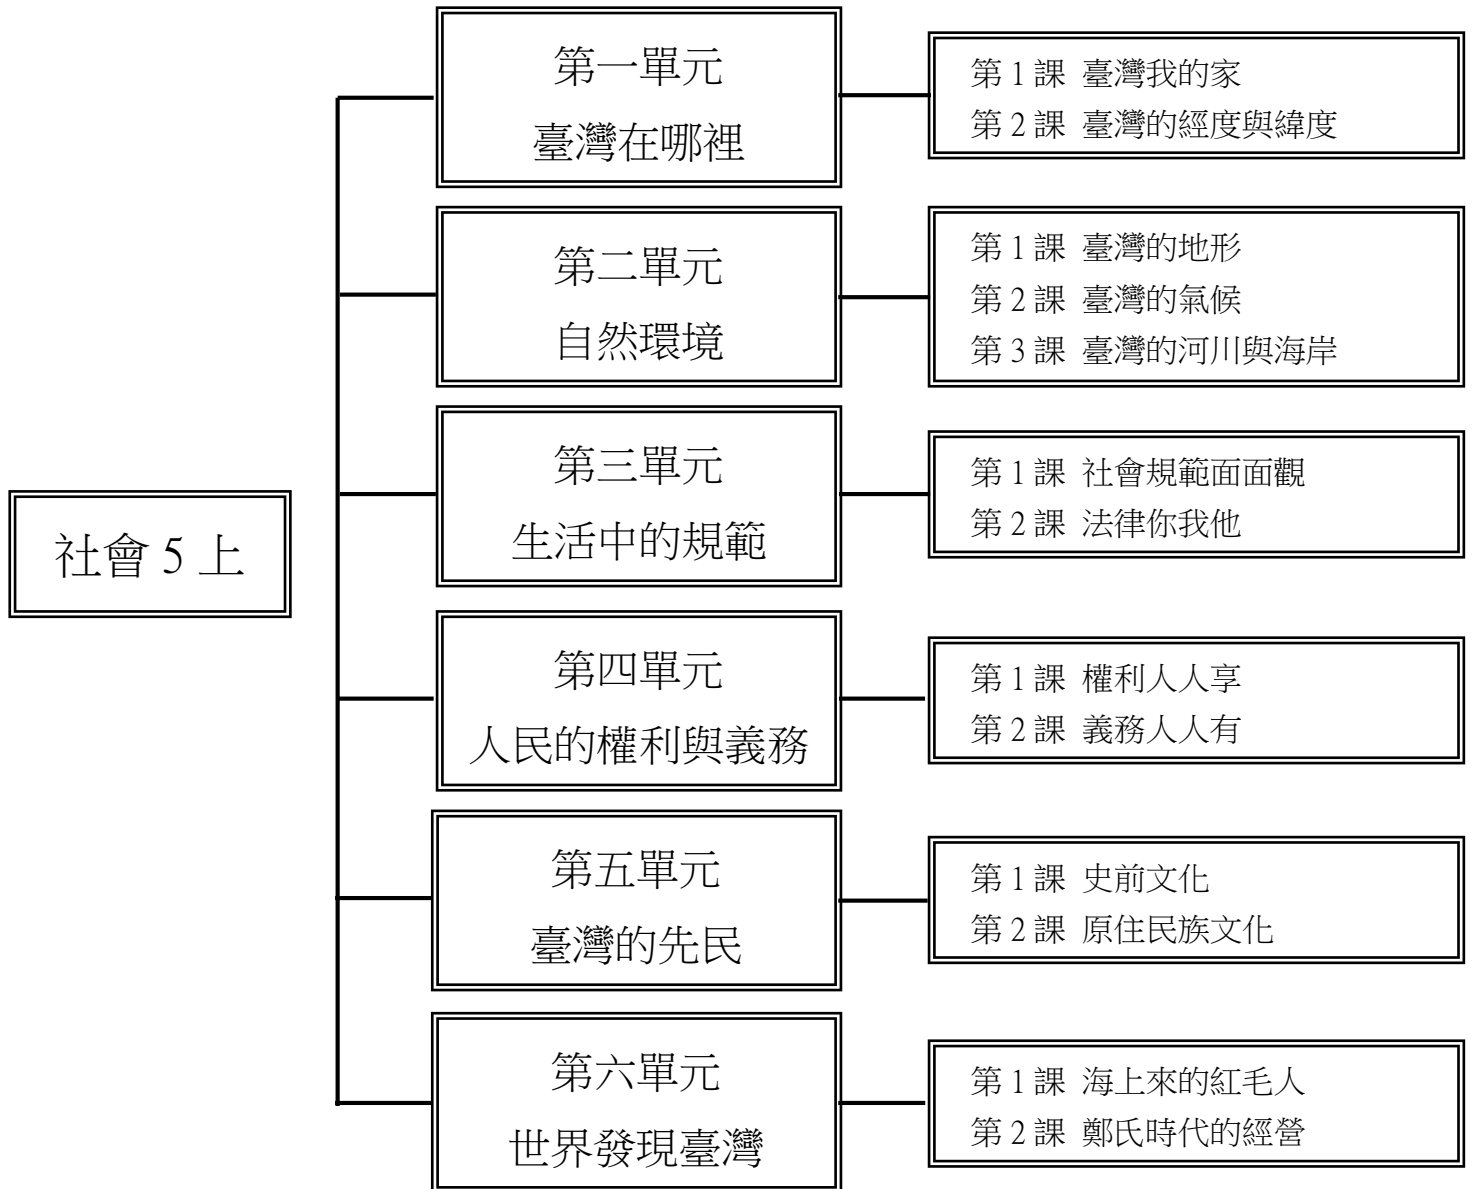 社會 5 上
第一單元
臺灣在哪裡
第 1 課 臺灣我的家
第 2 課 臺灣的經度與緯度
第二單元
自然環境
第 1 課 臺灣的地形
第 2 課 臺灣的氣候
第 3 課 臺灣的河川與海岸
第三單元
生活中的規範
第 1 課 社會規範面面觀
第 2 課 法律你我他
第四單元
人民的權利與義務
第 1 課 權利人人享
第 2 課 義務人人有
第五單元
臺灣的先民
第 1 課 史前文化
第 2 課 原住民族文化
第六單元
世界發現臺灣
第 1 課 海上來的紅毛人
第 2 課 鄭氏時代的經營